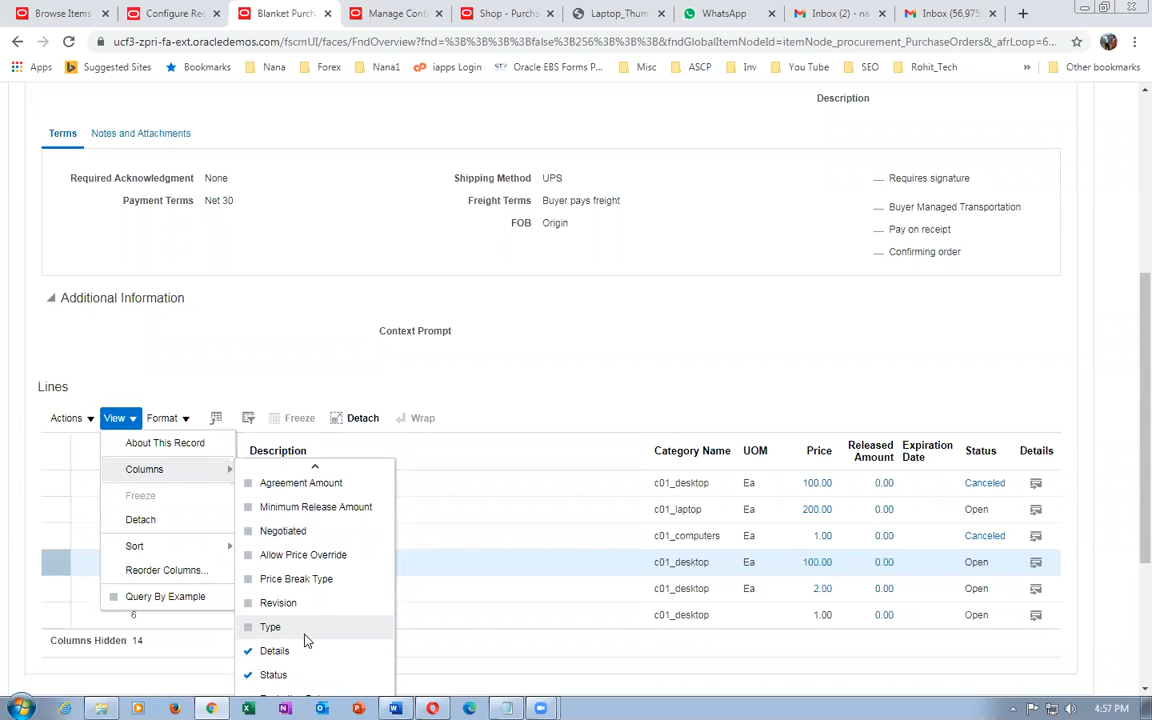 Browse Items
Configure Rec
Blanket Purch
Manage Cont
Shop - Purch
Laptop_Thum
WhatsApp
Inbox (2) - na
Inbox (56,975
ucf3-zpri-fa-ext.oracledemos.com/fscmUI/faces/FndOverview?fnd=%3B%3B%3B%3Bfalse%3B256%3B%3B%3B&fndGlobalItemNodeId=itemNode_procurement_PurchaseOrders&_afrLoop=6...
Apps
Suggested Sites
Bookmarks
Nana
Forex
Nana1
iapps Login
Oracle EBS Forms P...
Misc
ASCP
Inv
You Tube
SEO
Rohit_Tech
Other bookmarks
Description
Terms
Notes and Attachments
Required Acknowledgment None
Shipping Method UPS
Requires signature
Payment Terms Net 30
Freight Terms Buyer pays freight
Buyer Managed Transportation
FOB Origin
Pay on receipt
Confirming order
Additional Information
Context Prompt
Lines
Actions View Format Freeze Detach Wrap
About This Record
Columns
Freeze
Detach
Sort
Reorder Columns...
Query By Example
Agreement Amount
Minimum Release Amount
Negotiated
Allow Price Override
Price Break Type
Revision
Type
Details
Status
Description Category Name UOM Price Released Amount Expiration Date Status Details
c01_desktop Ea 100.00 0.00 Canceled
c01_laptop Ea 200.00 0.00 Open
c01_computers Ea 1.00 0.00 Canceled
c01_desktop Ea 100.00 0.00 Open
c01_desktop Ea 2.00 0.00 Open
6 c01_desktop 1.00 0.00 Open
Columns Hidden 14
4:57 PM